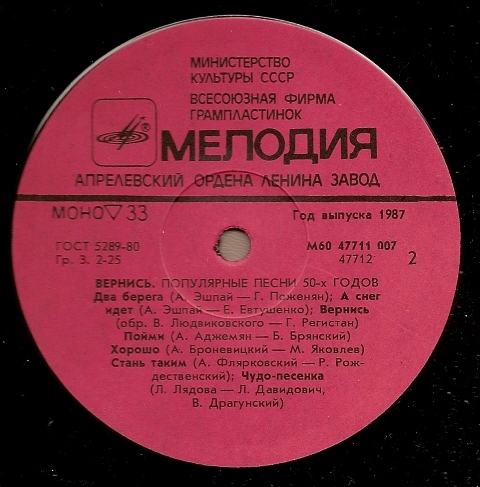 МИНИСТЕРСТВО
КУЛЬТУРЫ СССР
ВСЕСОЮЗНАЯ ФИРМА
ГРАМПЛАСТИНОК
МЕЛОДИЯ
АПРЕЛЕВСКИЙ ОРДЕНА ЛЕНИНА ЗАВОД
МОНО ▽ 33 Год выпуска 1987
ГОСТ 5289-80 М60 47711 007
Гр. 3. 2-25 47712 2
ВЕРНИСЬ. ПОПУЛЯРНЫЕ ПЕСНИ 50-х ГОДОВ
Два берега (А. Эшпай — Г. Поженян); А снег
идет (А. Эшпай — Е. Евтушенко); Вернись
(обр. В. Людвиковского — Г. Регистан)
Пойми (А. Аджемян — Б. Брянский)
Хорошо (А. Броневицкий — М. Яковлев)
Стань таким (А. Флярковский — Р. Рож-
дественский); Чудо-песенка
(Л. Лядова — Л. Давидович,
В. Драгунский)